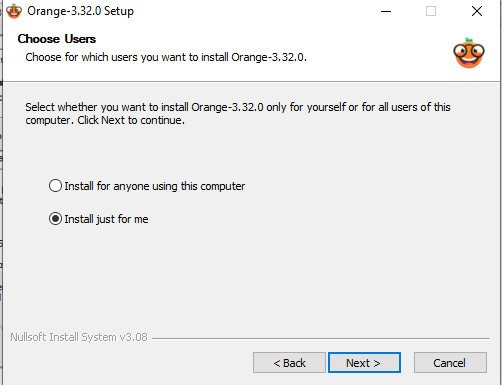 Orange-3.32.0 Setup
Choose Users
Choose for which users you want to install Orange-3.32.0.
Select whether you want to install Orange-3.32.0 only for yourself or for all users of this
computer. Click Next to continue.
Install for anyone using this computer
Install just for me
Nullsoft Install System v3.08
< Back
Next >
Cancel